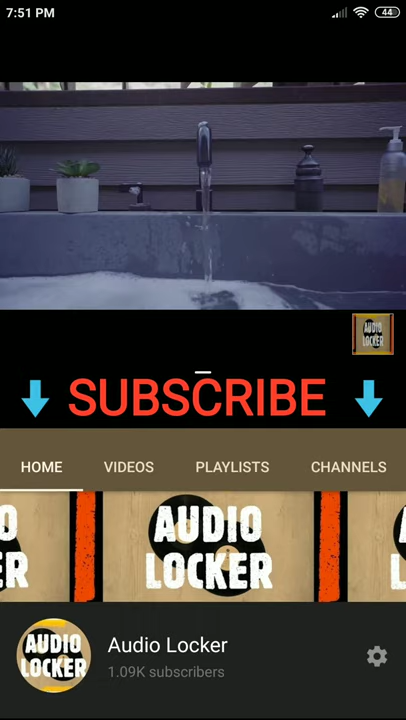 7:51 PM
44
AUDIO
LOCKER
SUBSCRIBE
HOME VIDEOS PLAYLISTS CHANNELS
AUDIO
LOCKER
AUDIO
LOCKER
Audio Locker
1.09K subscribers